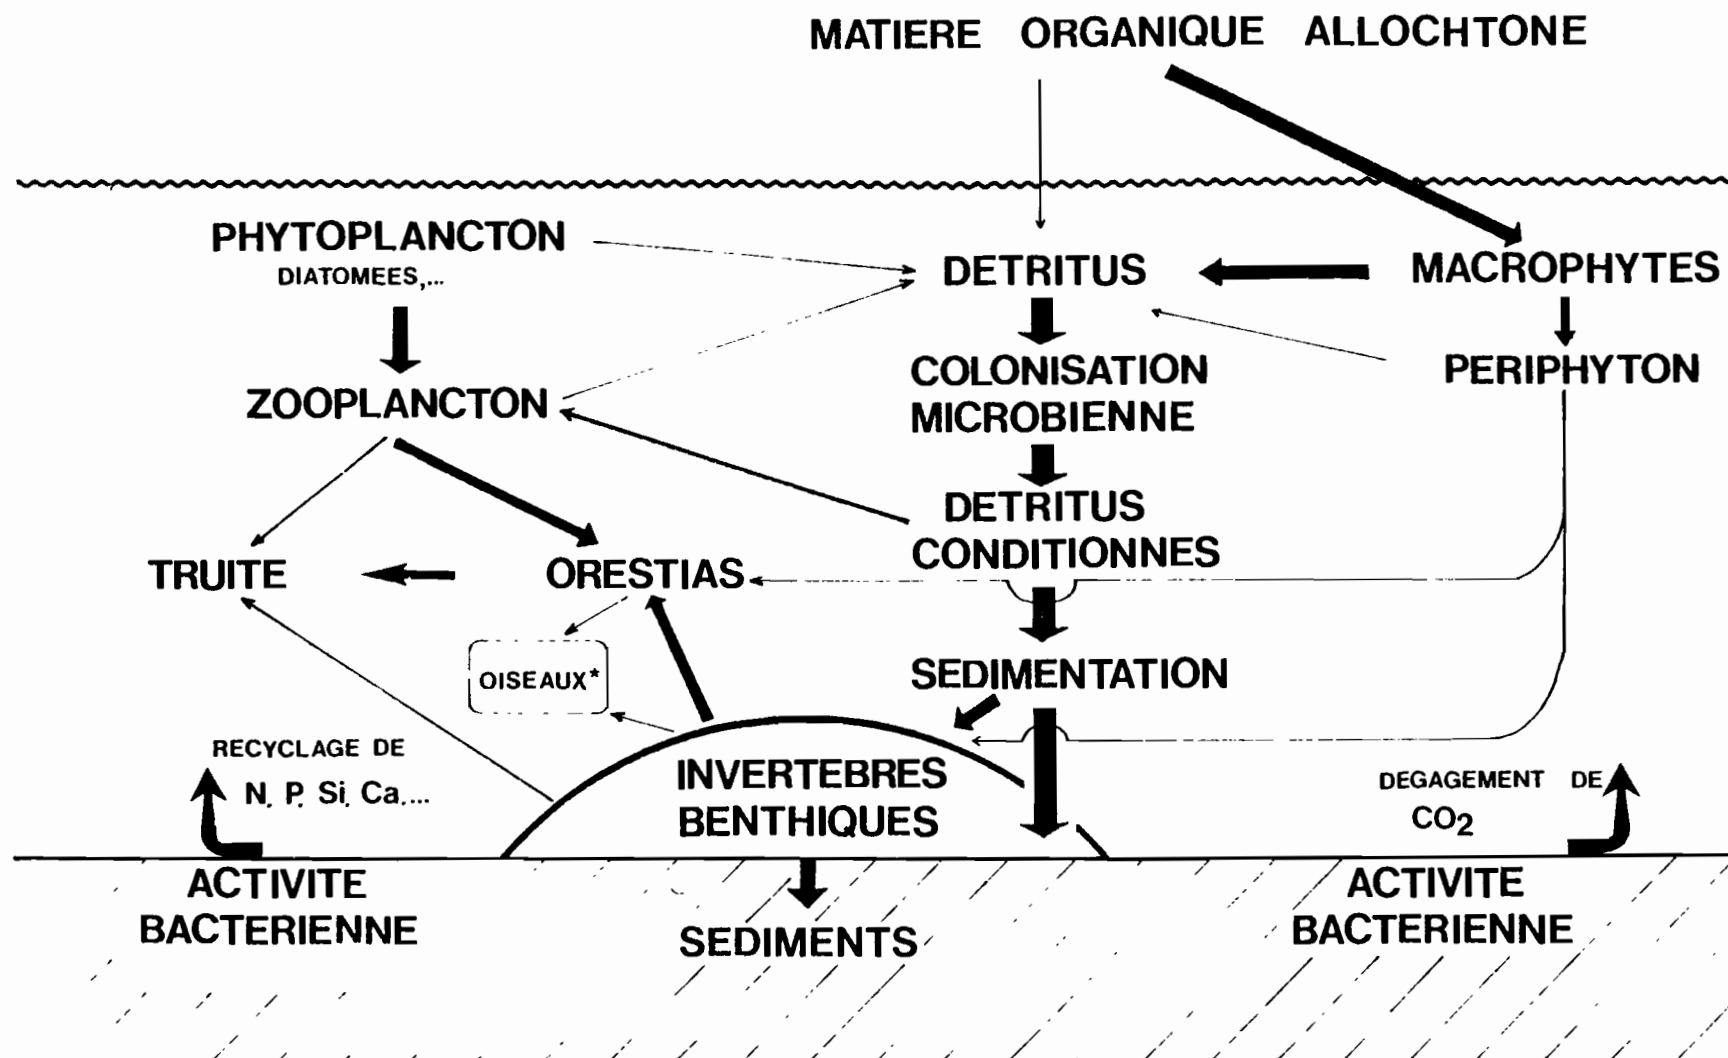 MATIERE ORGANIQUE ALLOCHTONE
PHYTOPLANCTON
DIATOMEES,...
DETRITUS
MACROPHYTES
COLONISATION
MICROBIENNE
PERIPHYTON
ZOOPLANCTON
DETRITUS
CONDITIONNES
TRUITE
ORESTIAS
OISEAUX*
SEDIMENTATION
RECYCLAGE DE
N, P, Si, Ca,...
INVERTEBRES
BENTHIQUES
DEGAGEMENT DE
CO2
ACTIVITE
BACTERIENNE
SEDIMENTS
ACTIVITE
BACTERIENNE